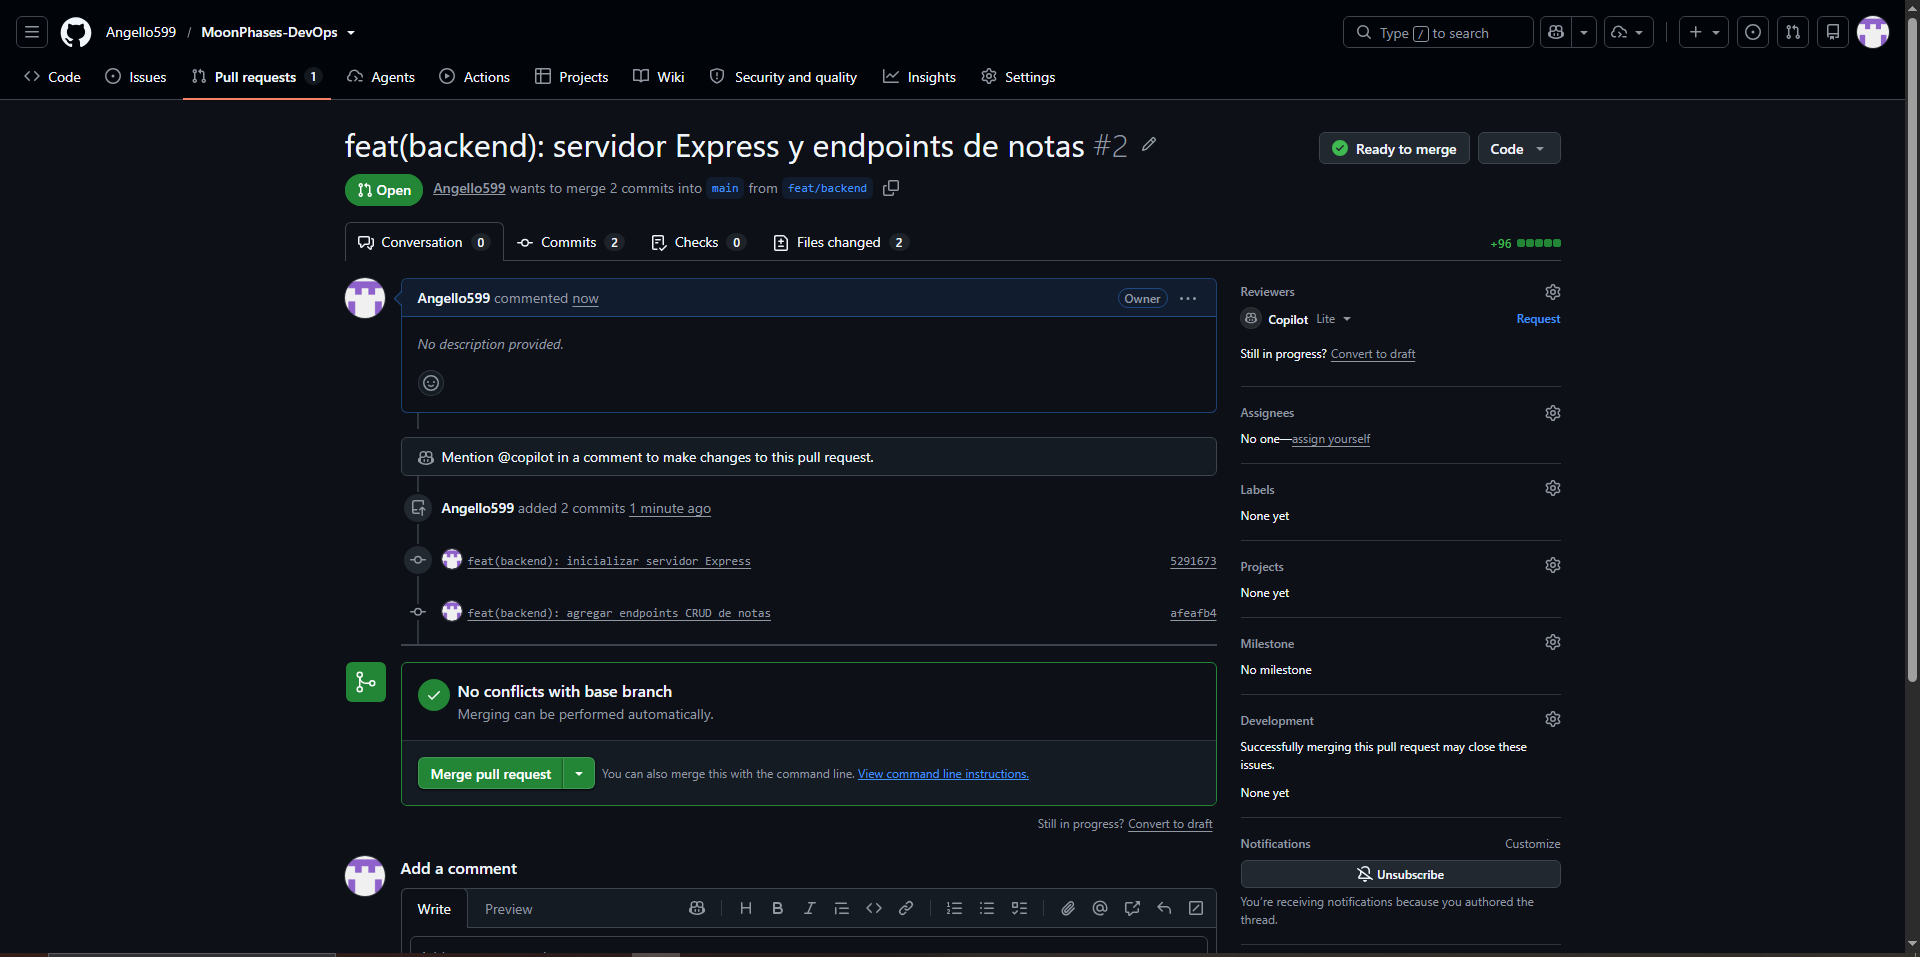 Angello599 / MoonPhases-DevOps
Type / to search
Code
Issues
Pull requests 1
Agents
Actions
Projects
Wiki
Security and quality
Insights
Settings
feat(backend): servidor Express y endpoints de notas #2
Ready to merge
Code
Open
Angello599 wants to merge 2 commits into main from feat/backend
Conversation 0
Commits 2
Checks 0
Files changed 2
+96
Angello599 commented now
Owner
No description provided.
Mention @copilot in a comment to make changes to this pull request.
Angello599 added 2 commits 1 minute ago
feat(backend): inicializar servidor Express 5291673
feat(backend): agregar endpoints CRUD de notas afeafb4
No conflicts with base branch
Merging can be performed automatically.
Merge pull request
You can also merge this with the command line. View command line instructions.
Still in progress? Convert to draft
Add a comment
Write
Preview
Reviewers
Copilot Lite
Request
Still in progress? Convert to draft
Assignees
No one—assign yourself
Labels
None yet
Projects
None yet
Milestone
No milestone
Development
Successfully merging this pull request may close these
issues.
None yet
Notifications
Customize
Unsubscribe
You're receiving notifications because you authored the
thread.